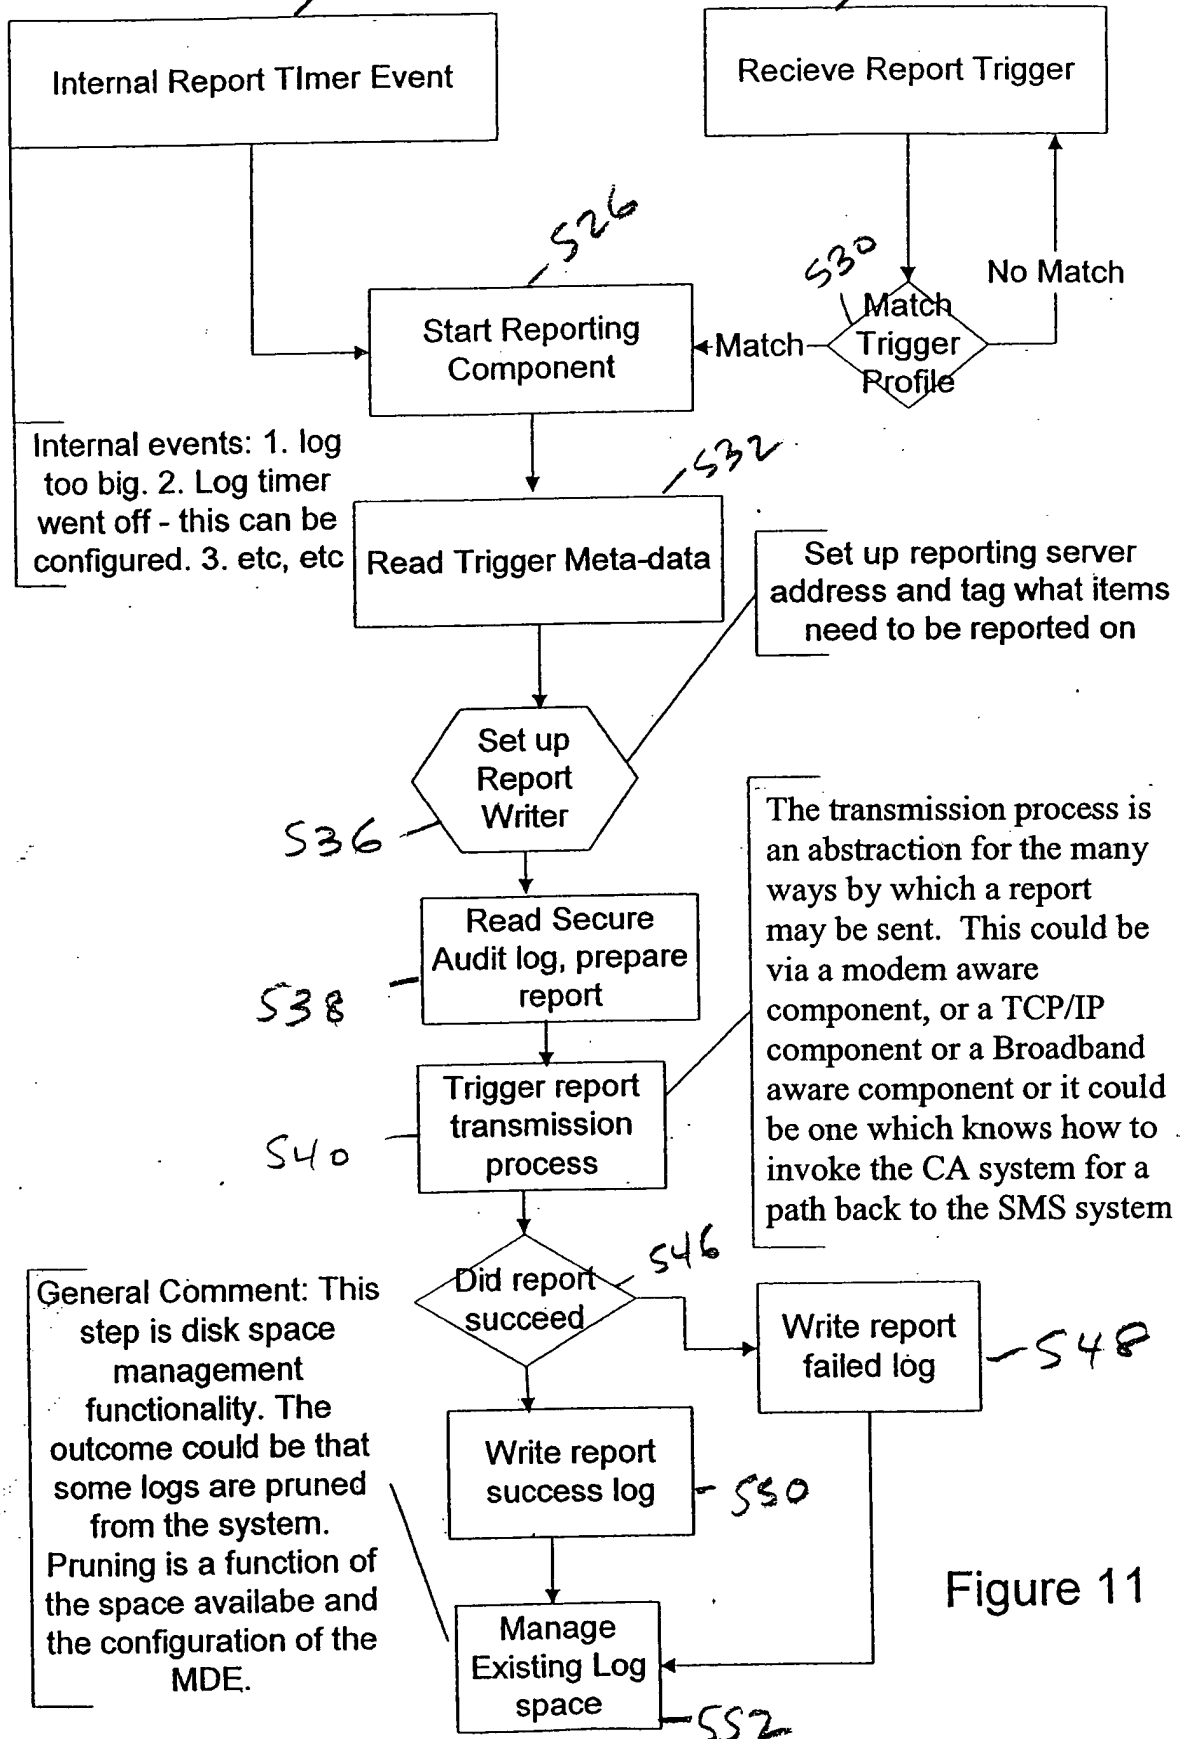 Internal Report TImer Event
Recieve Report Trigger
526
530
No Match
Match
Trigger
Profile
Match
Start Reporting
Component
Internal events: 1. log
too big. 2. Log timer
went off - this can be
configured. 3. etc, etc
532
Read Trigger Meta-data
Set up reporting server
address and tag what items
need to be reported on
Set up
Report
Writer
536
The transmission process is
an abstraction for the many
ways by which a report
may be sent. This could be
via a modem aware
component, or a TCP/IP
component or a Broadband
aware component or it could
be one which knows how to
invoke the CA system for a
path back to the SMS system
Read Secure
Audit log, prepare
report
538
Trigger report
transmission
process
540
546
Did report
succeed
Write report
failed log
548
General Comment: This
step is disk space
management
functionality. The
outcome could be that
some logs are pruned
from the system.
Pruning is a function of
the space availabe and
the configuration of the
MDE.
Write report
success log
550
Figure 11
Manage
Existing Log
space
552